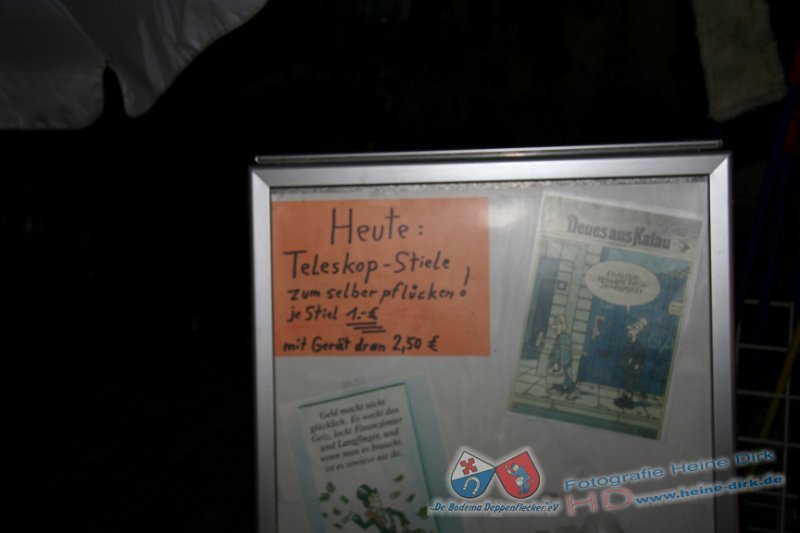 Heute:
Teleskop-Stiele
zum selber pflücken!
je Stiel 1.-€
mit Gerät dran 2,50 €
Neues aus Kalau
Geld macht nicht
glücklich. Es weckt den
Geiz, lockt Finanzämter
und Langfinger, und
wenn man es braucht,
ist es sowieso nie da.
"De Bodema Deppenflecker"eV
Fotografie Heine Dirk
HD www.heine-dirk.de